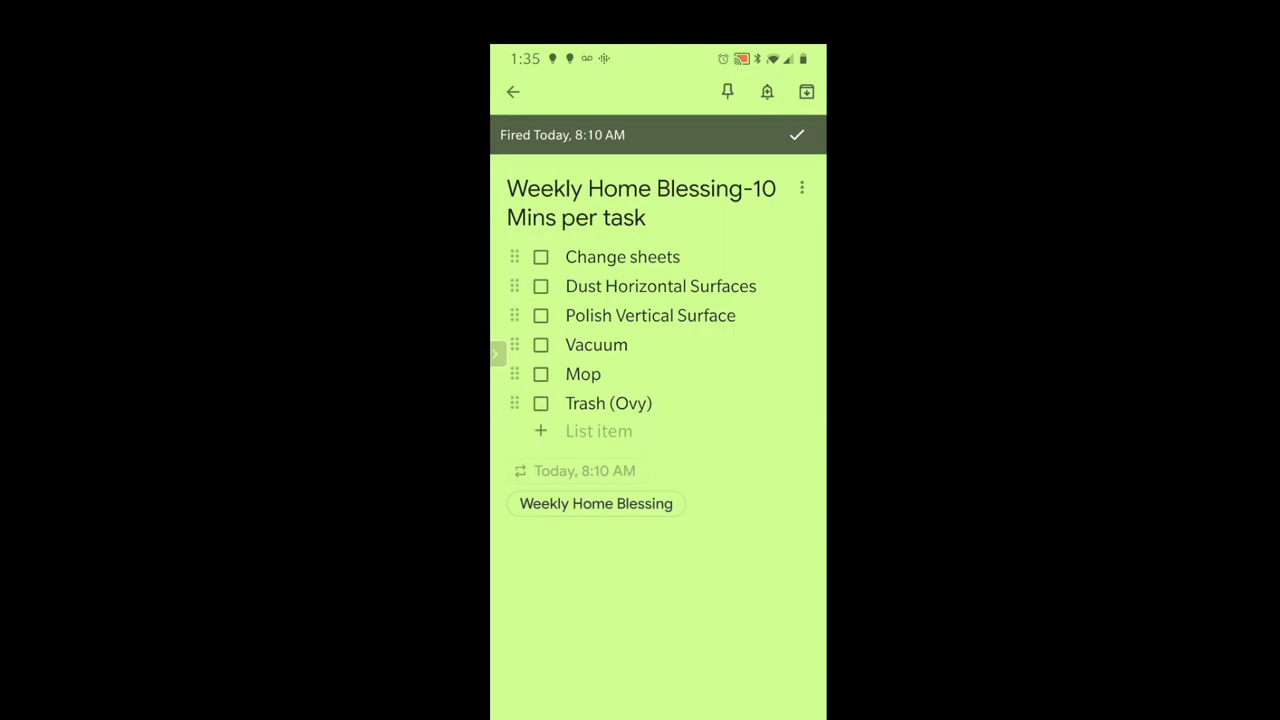 1:35
Fired Today, 8:10 AM
Weekly Home Blessing-10
Mins per task
Change sheets
Dust Horizontal Surfaces
Polish Vertical Surface
Vacuum
Mop
Trash (Ovy)
+ List item
Today, 8:10 AM
Weekly Home Blessing